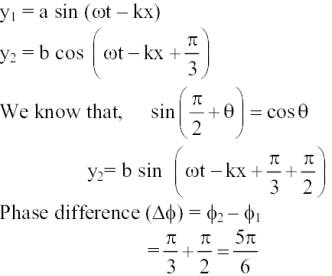 y₁ = a sin (ωt – kx)
y₂ = b cos (ωt – kx + π/3)
We know that, sin(π/2 + θ) = cosθ
y₂= b sin (ωt – kx + π/3 + π/2)
Phase difference (Δϕ) = ϕ₂ – ϕ₁
= π/3 + π/2 = 5π/6